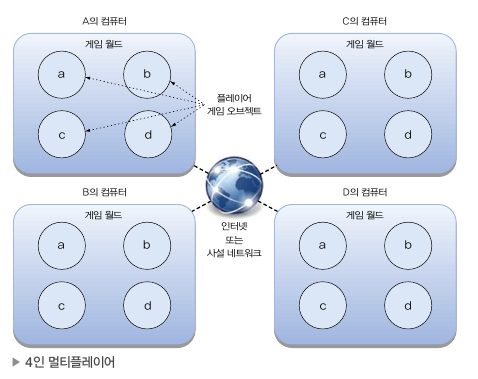 A의 컴퓨터
게임 월드
a
b
c
d
플레이어
게임 오브젝트
C의 컴퓨터
게임 월드
a
b
c
d
B의 컴퓨터
게임 월드
a
b
c
d
인터넷
또는
사설 네트워크
D의 컴퓨터
게임 월드
a
b
c
d
▶ 4인 멀티플레이어